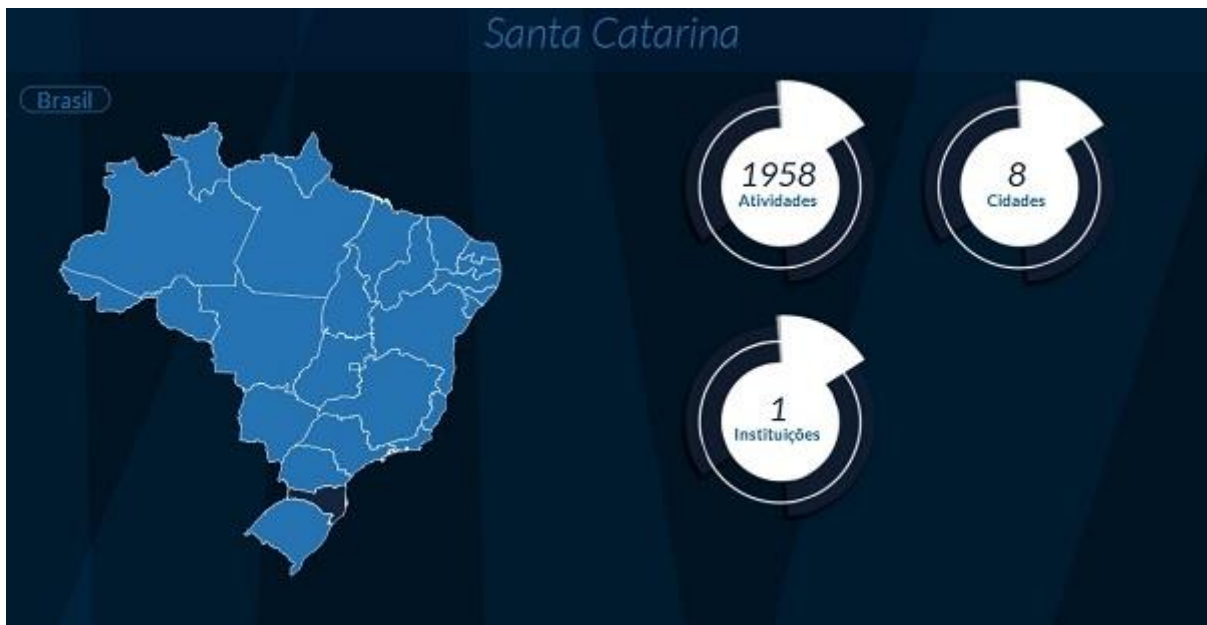 Santa Catarina
Brasil
1958
Atividades
8
Cidades
1
Instituições